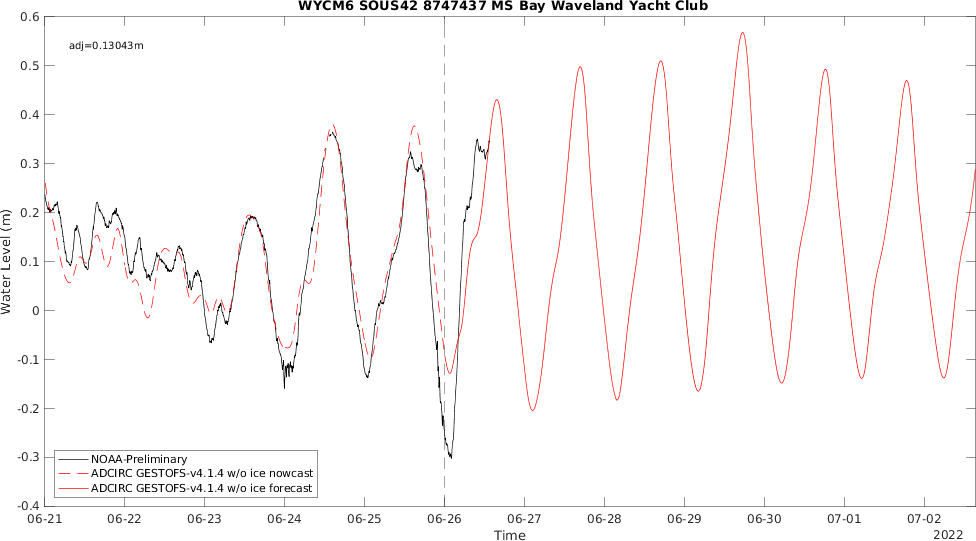 WYCM6 SOUS42 8747437 MS Bay Waveland Yacht Club
adj=0.13043m
0.6
0.5
0.4
0.3
0.2
0.1
0
-0.1
-0.2
-0.3
-0.4
Water Level (m)
NOAA-Preliminary
ADCIRC GESTOFS-v4.1.4 w/o ice nowcast
ADCIRC GESTOFS-v4.1.4 w/o ice forecast
06-21 06-22 06-23 06-24 06-25 06-26 06-27 06-28 06-29 06-30 07-01 07-02
Time
2022